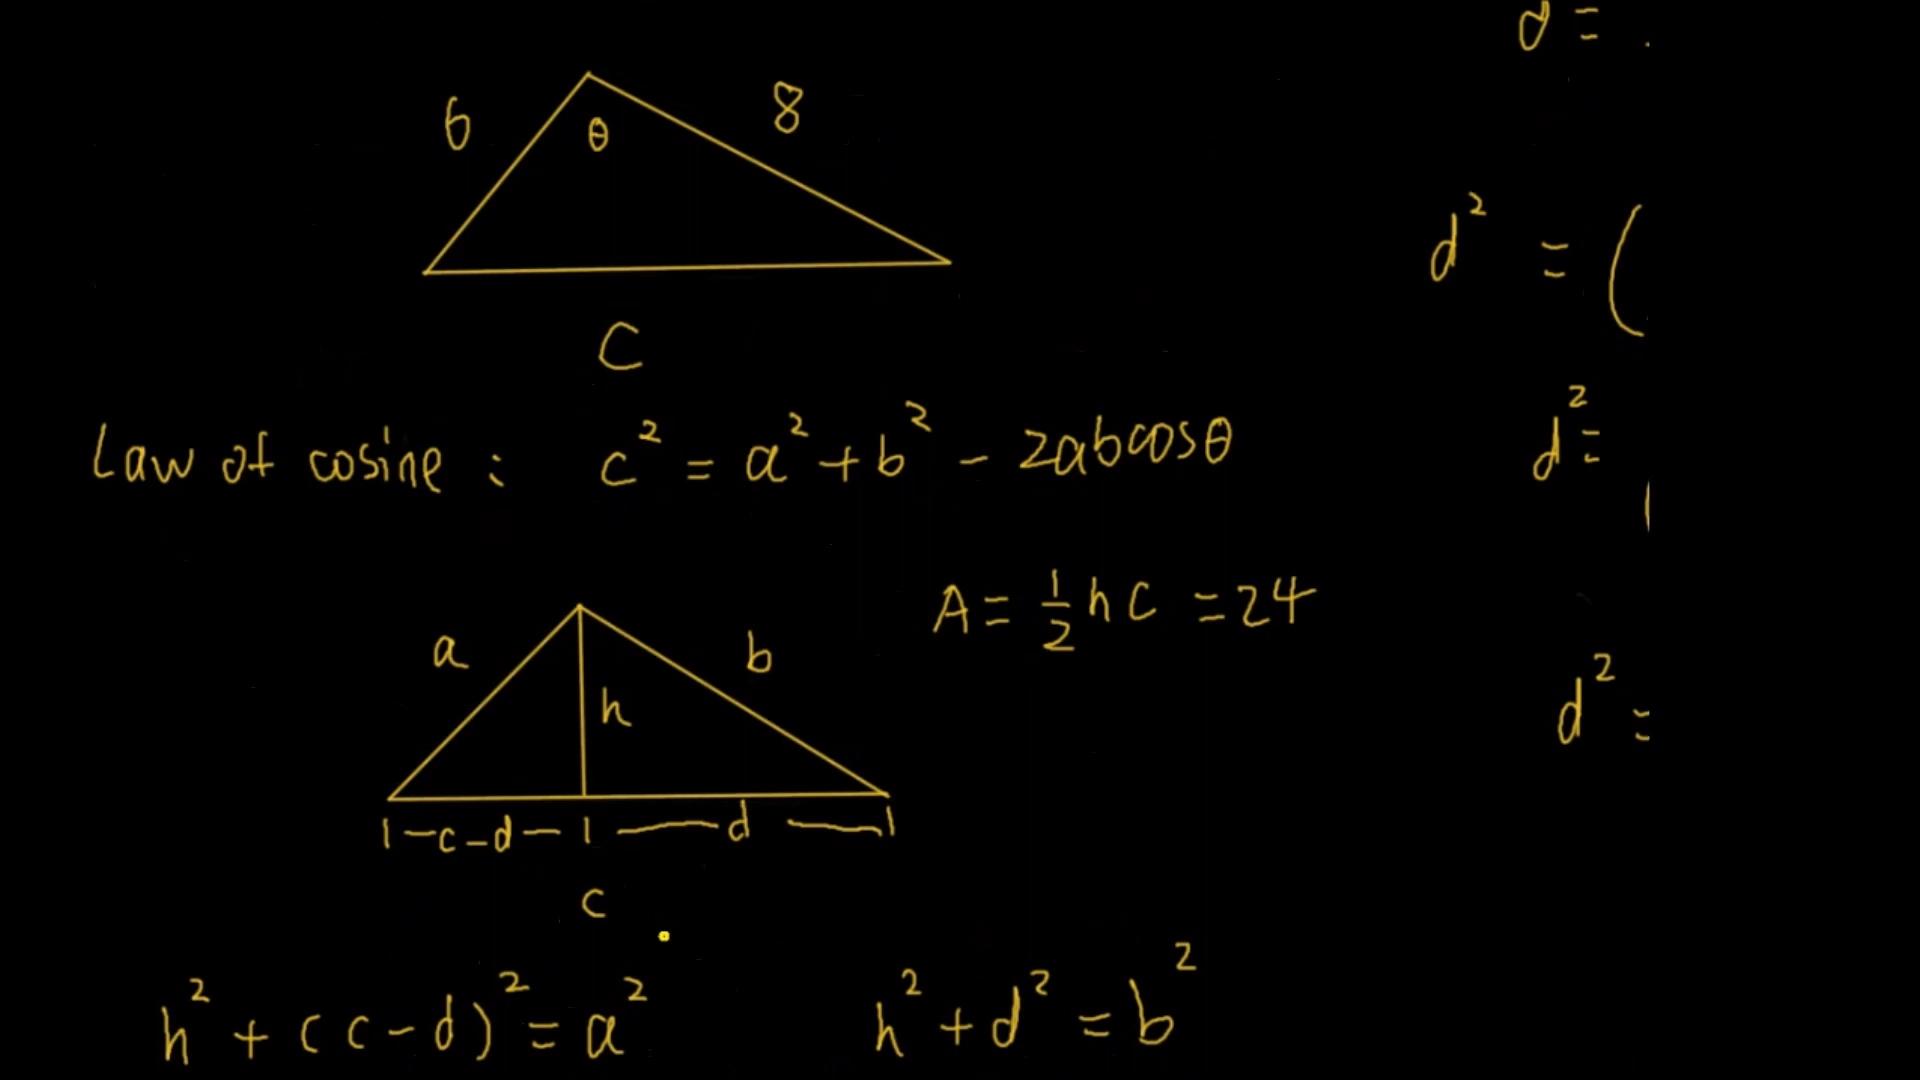 d = .
6 θ 8
d² = (
C
d² =
Law of cosine : c² = a² + b² - 2abcosθ
A = 1/2 h C = 24
a b
h
d² =
c-d d
c
h² + (c-d)² = a² h² + d² = b²